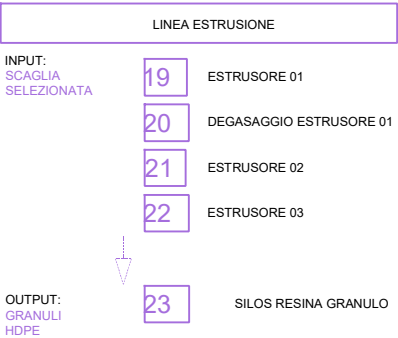 LINEA ESTRUSIONE
INPUT:
SCAGLIA
SELEZIONATA
19 ESTRUSORE 01
20 DEGASAGGIO ESTRUSORE 01
21 ESTRUSORE 02
22 ESTRUSORE 03
OUTPUT:
GRANULI
HDPE
23 SILOS RESINA GRANULO